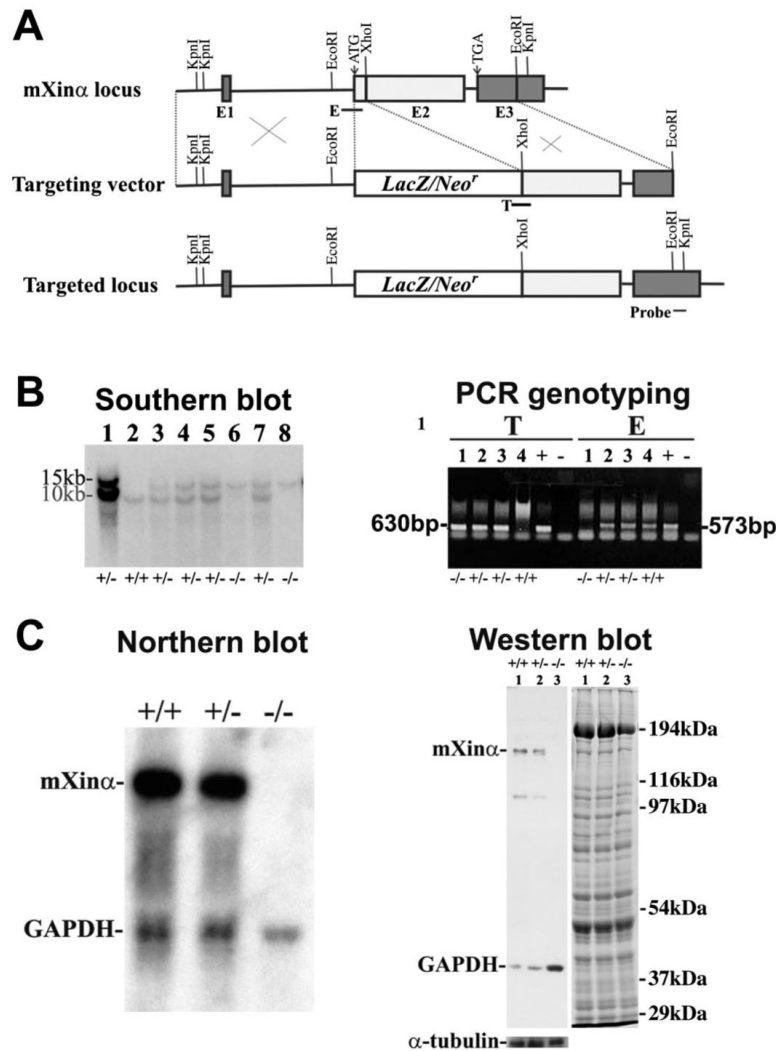 A
KpnI KpnI EcoRI ATG XhoI TGA EcoRI KpnI
mXinα locus
E1 E E2 E3
KpnI KpnI EcoRI XhoI EcoRI
Targeting vector LacZ/Neoʳ
T
KpnI KpnI EcoRI XhoI EcoRI KpnI
Targeted locus LacZ/Neoʳ
Probe
B
Southern blot
1 2 3 4 5 6 7 8
15kb-
10kb-
+/- +/+ +/- +/- +/- -/- +/- -/-
PCR genotyping
1 T E
1 2 3 4 + - 1 2 3 4 + -
630bp- -573bp
-/- +/- +/- +/+ -/- +/- +/- +/+
C
Northern blot
+/+ +/- -/-
mXinα-
GAPDH-
Western blot
+/+ +/- -/- +/+ +/- -/-
1 2 3 1 2 3
mXinα-
GAPDH-
α-tubulin-
-194kDa
-116kDa
-97kDa
-54kDa
-37kDa
-29kDa